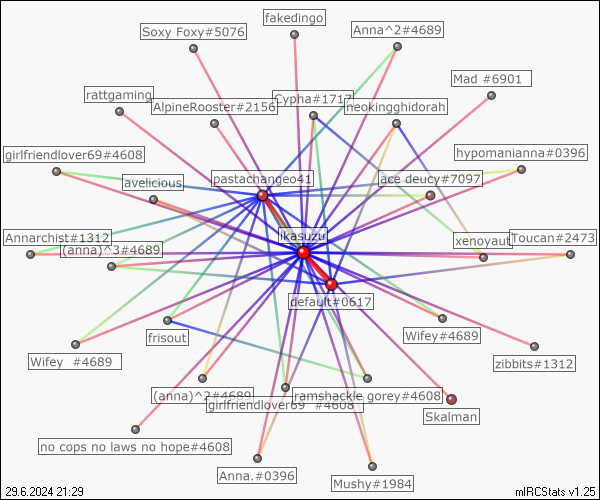 fakedingo
Soxy Foxy#5076
Anna^2#4689
Mad #6901
rattgaming
AlpineRooster#2156
Cypha#1717
neokingghidorah
girlfriendlover69#4608
hypomanianna#0396
avelicious
pastachangeo41
ace deucy#7097
Annarchist#1312
(anna)^3#4689
ikasuzu
xenoyaut
Toucan#2473
default#0617
frisout
Wifey#4689
Wifey #4689
zibbits#1312
(anna)^2#4689
ramshackle gorey#4608
girlfriendlover69 #4608
Skalman
no cops no laws no hope#4608
Anna.#0396
Mushy#1984
29.6.2024 21:29
mIRCStats v1.25